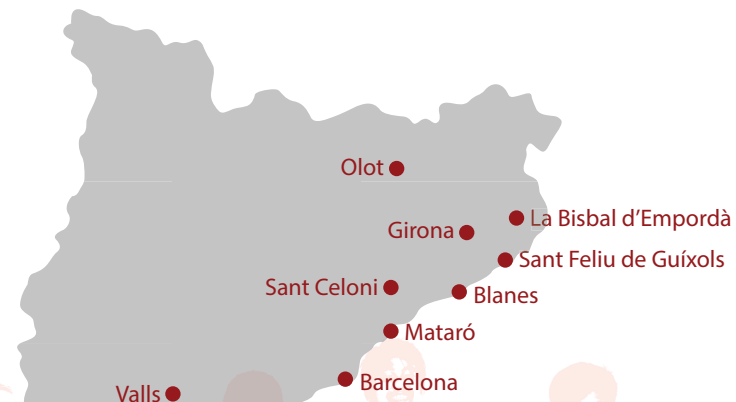 Olot
La Bisbal d’Empordà
Girona
Sant Feliu de Guíxols
Sant Celoni
Blanes
Mataró
Barcelona
Valls